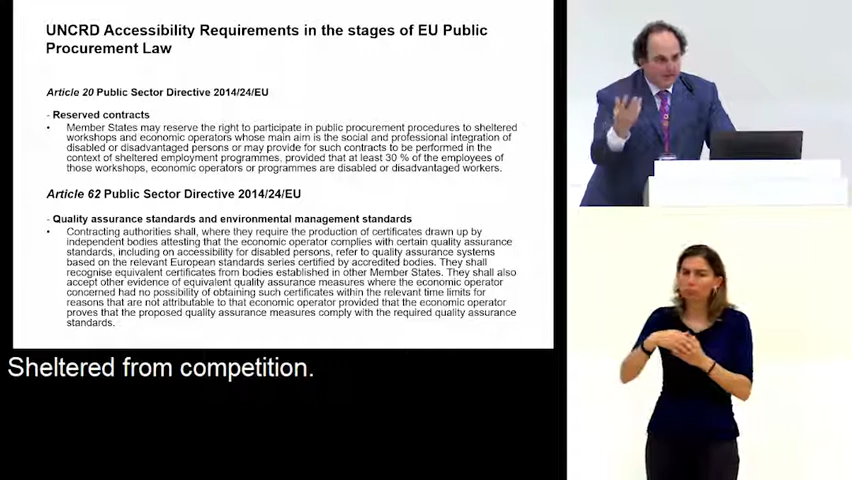 UNCRD Accessibility Requirements in the stages of EU Public
Procurement Law
Article 20 Public Sector Directive 2014/24/EU
- Reserved contracts
• Member States may reserve the right to participate in public procurement procedures to sheltered
workshops and economic operators whose main aim is the social and professional integration of
disabled or disadvantaged persons or may provide for such contracts to be performed in the
context of sheltered employment programmes, provided that at least 30 % of the employees of
those workshops, economic operators or programmes are disabled or disadvantaged workers.
Article 62 Public Sector Directive 2014/24/EU
- Quality assurance standards and environmental management standards
• Contracting authorities shall, where they require the production of certificates drawn up by
independent bodies attesting that the economic operator complies with certain quality assurance
standards, including on accessibility for disabled persons, refer to quality assurance systems
based on the relevant European standards series certified by accredited bodies. They shall
recognise equivalent certificates from bodies established in other Member States. They shall also
accept other evidence of equivalent quality assurance measures where the economic operator
concerned had no possibility of obtaining such certificates within the relevant time limits for
reasons that are not attributable to that economic operator provided that the economic operator
proves that the proposed quality assurance measures comply with the required quality assurance
standards.
Sheltered from competition.